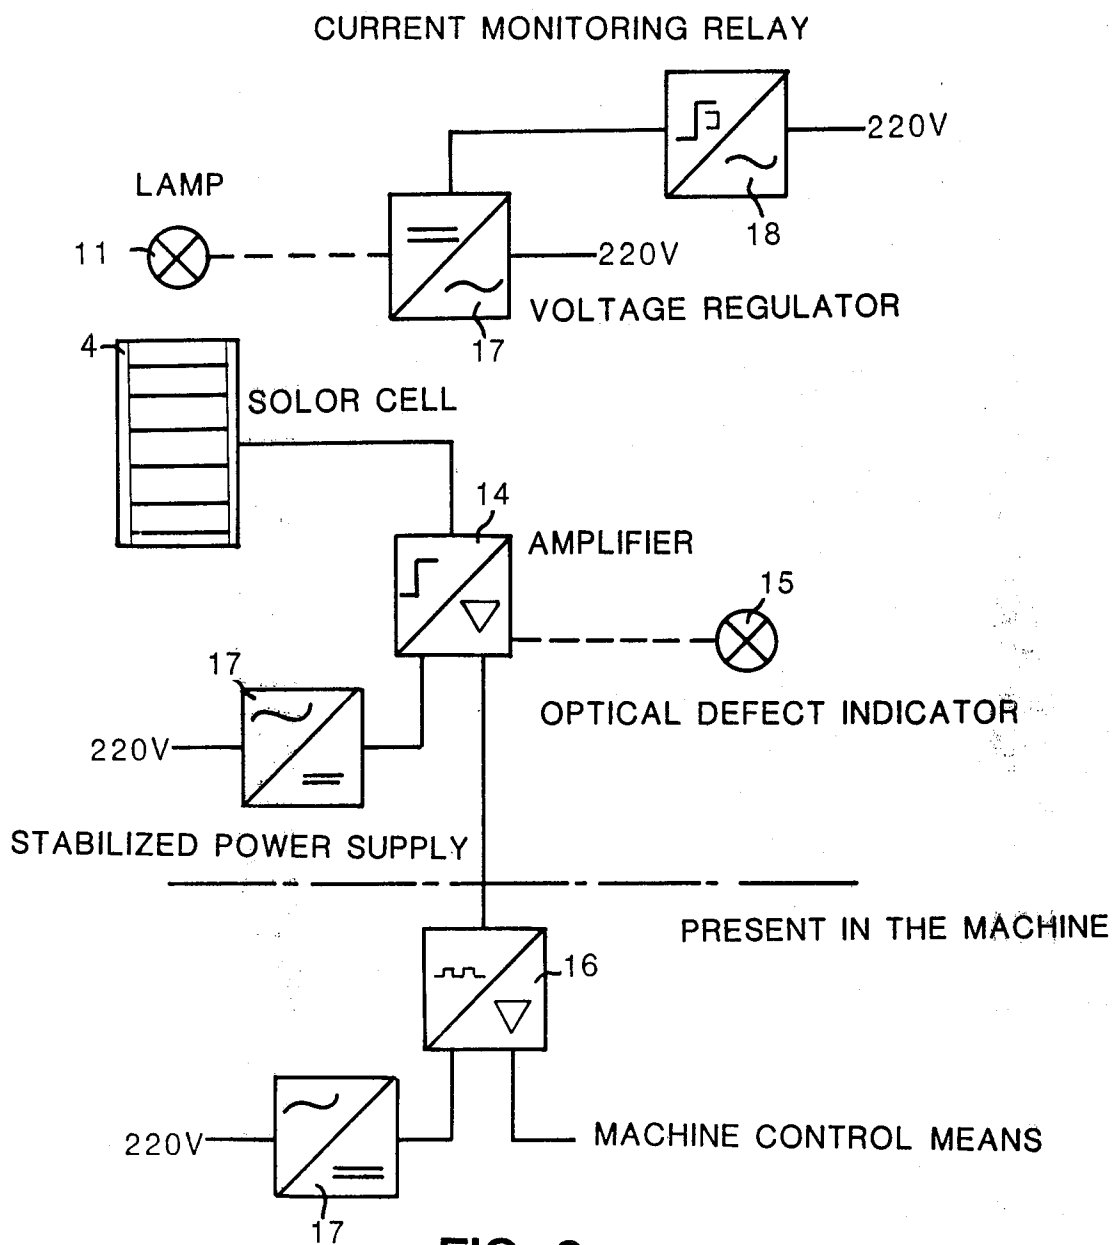 CURRENT MONITORING RELAY
220V
18
LAMP
11
220V
VOLTAGE REGULATOR
17
4
SOLOR CELL
14
AMPLIFIER
15
17
OPTICAL DEFECT INDICATOR
220V
STABILIZED POWER SUPPLY
PRESENT IN THE MACHINE
16
220V
MACHINE CONTROL MEANS
17